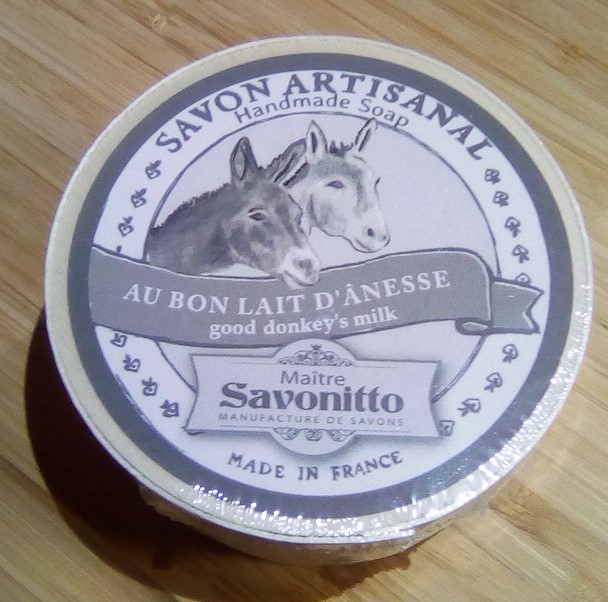 SAVON ARTISANAL
Handmade Soap
AU BON LAIT D'ÂNESSE
good donkey's milk
Maître
Savonitto
MANUFACTURE DE SAVONS
MADE IN FRANCE